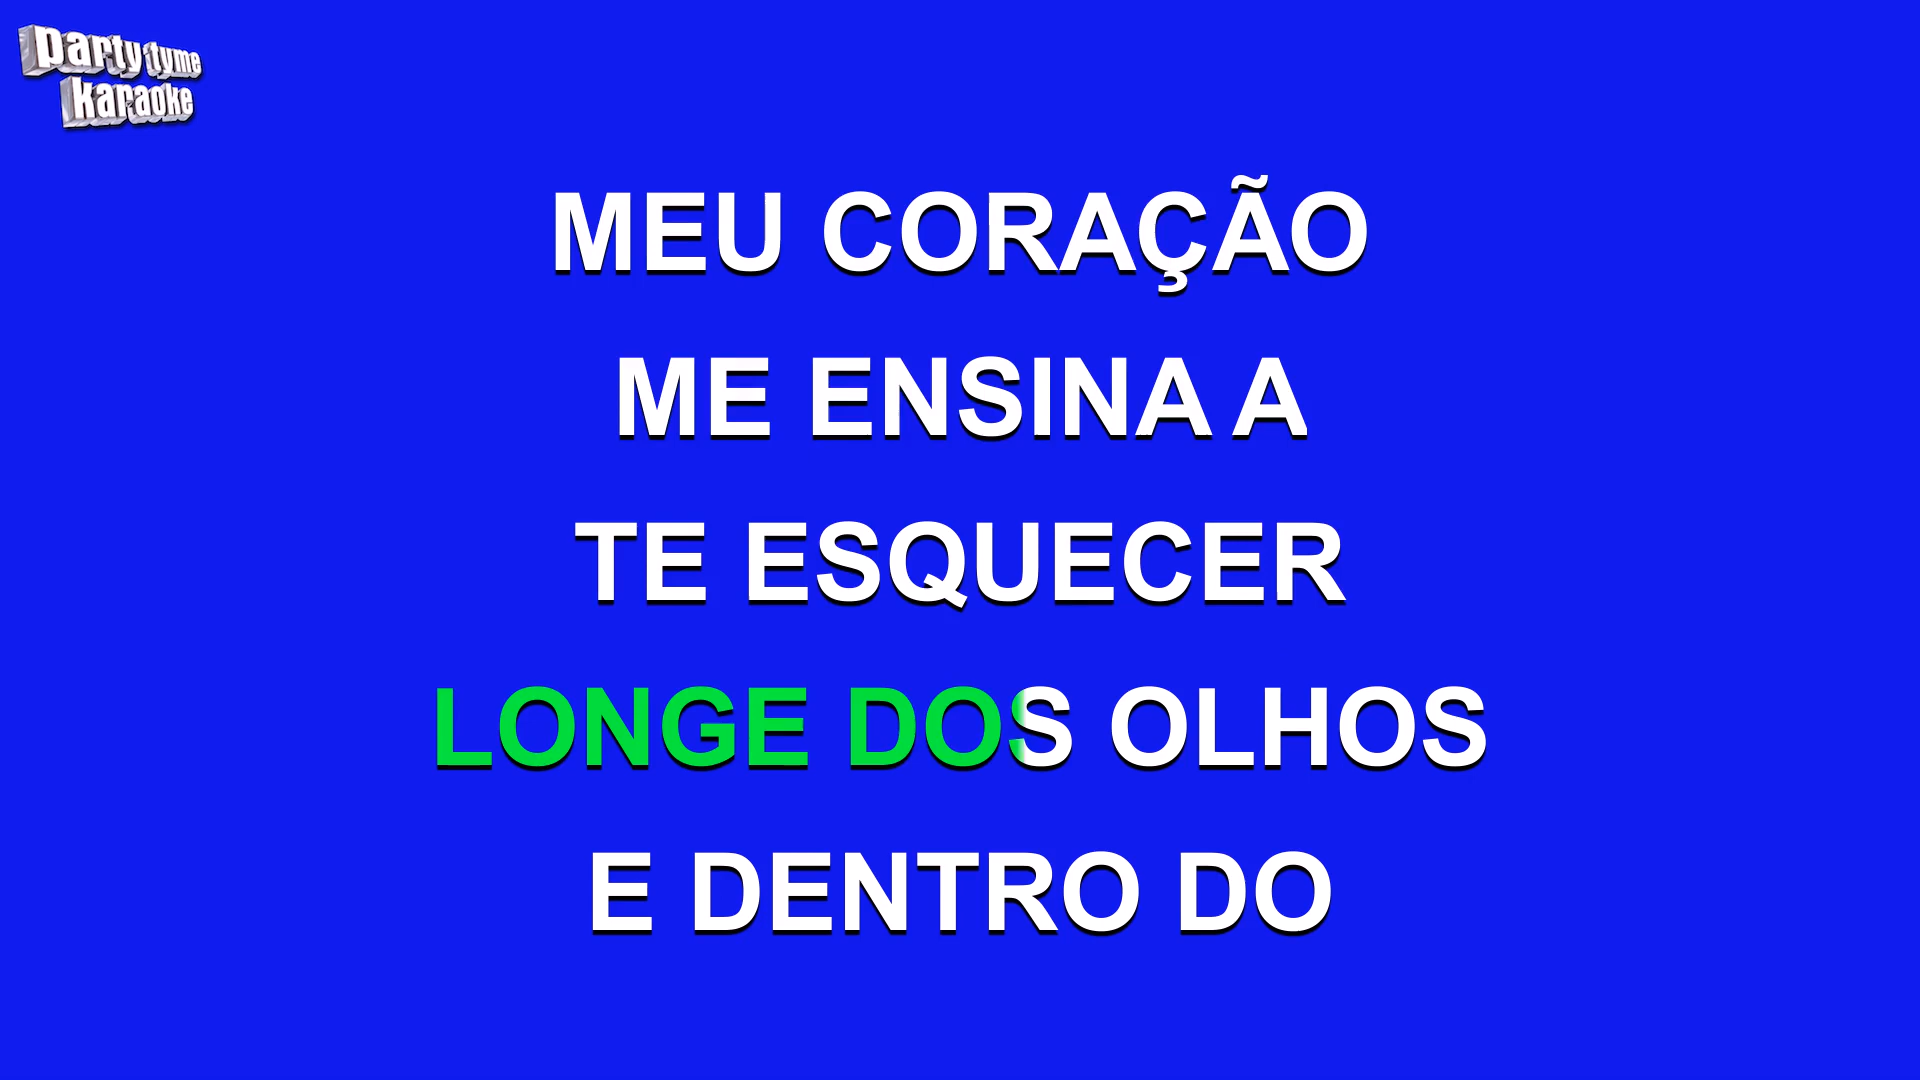 party tyme
karaoke
MEU CORAÇÃO
ME ENSINA A
TE ESQUECER
LONGE DOS OLHOS
E DENTRO DO